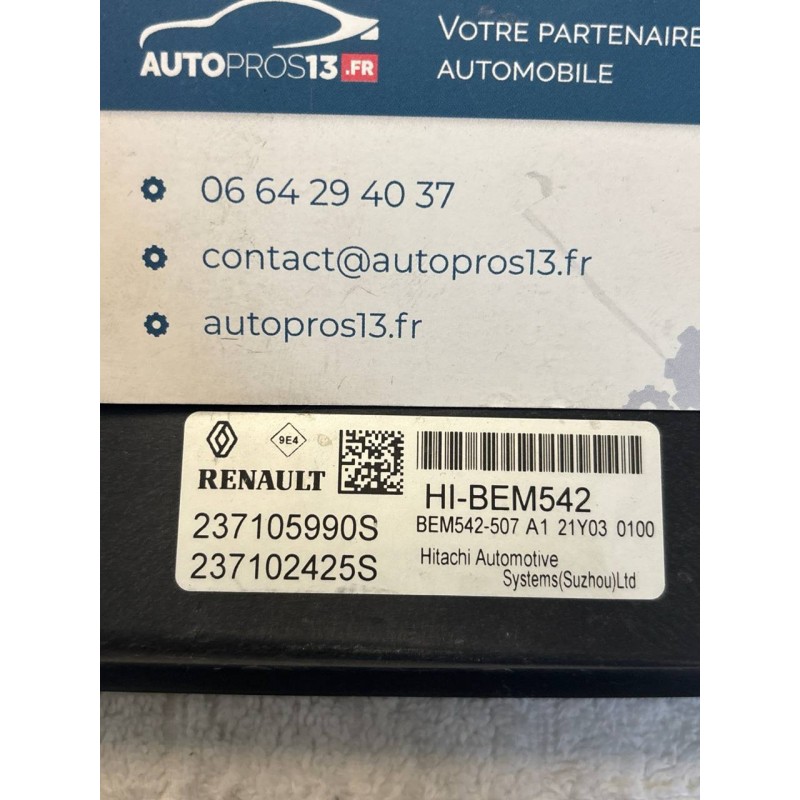 AUTOPROS13.FR
VOTRE PARTENAIRE
AUTOMOBILE
06 64 29 40 37
contact@autopros13.fr
autopros13.fr
9E4
RENAULT
237105990S
237102425S
HI-BEM542
BEM542-507 A1 21Y03 0100
Hitachi Automotive
Systems(Suzhou)Ltd